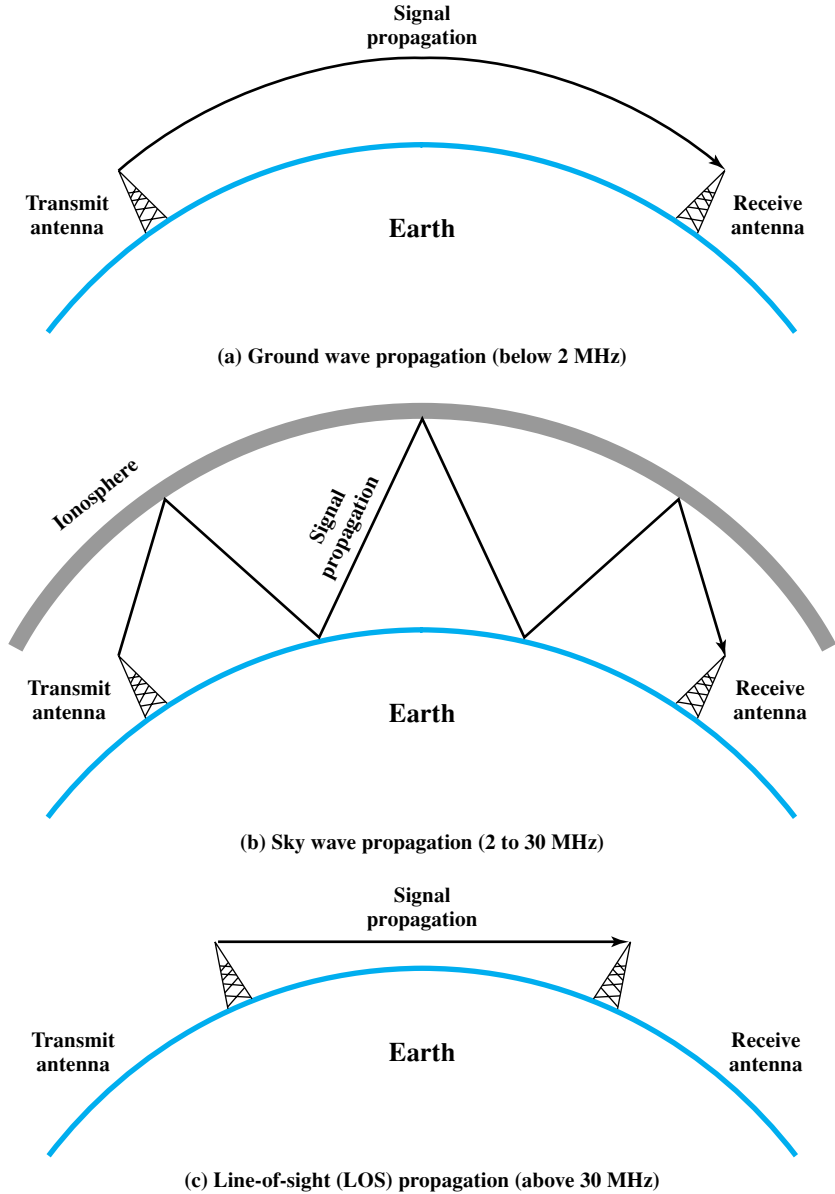 Signal
propagation
Transmit
antenna
Receive
antenna
Earth
(a) Ground wave propagation (below 2 MHz)
Ionosphere
Signal
propagation
Transmit
antenna
Receive
antenna
Earth
(b) Sky wave propagation (2 to 30 MHz)
Signal
propagation
Transmit
antenna
Receive
antenna
Earth
(c) Line-of-sight (LOS) propagation (above 30 MHz)